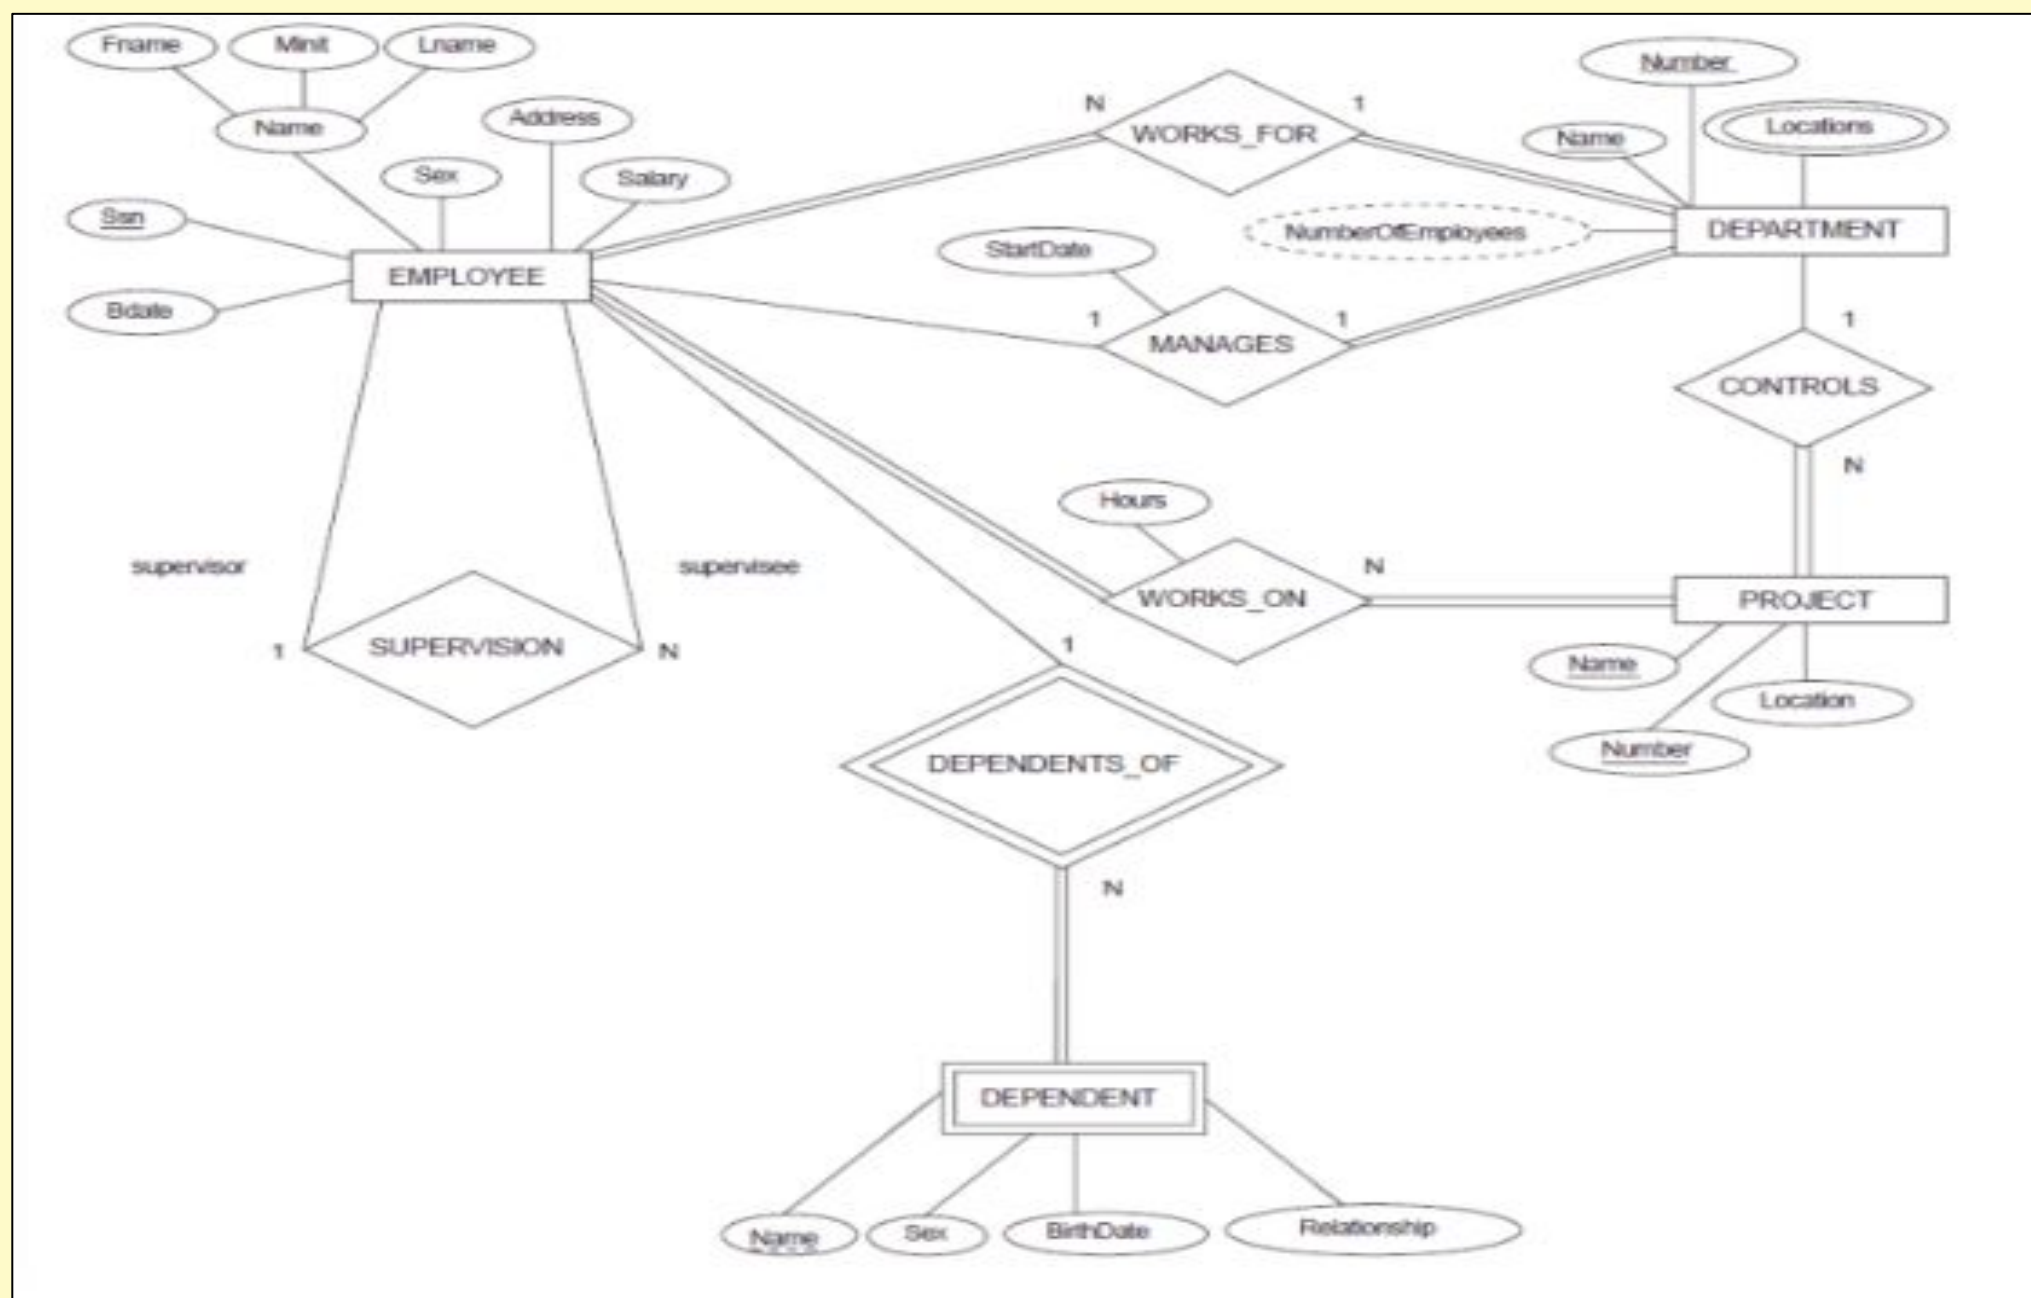 Fname
Minit
Lname
Number
Name
Address
N
1
WORKS_FOR
Name
Locations
Sex
Salary
Ssn
NumberOfEmployees
DEPARTMENT
StartDate
EMPLOYEE
Bdate
1
1
1
MANAGES
CONTROLS
N
Hours
supervisor
supervisee
N
WORKS_ON
PROJECT
1
SUPERVISION
N
1
Name
Location
Number
DEPENDENTS_OF
N
DEPENDENT
Name
Sex
BirthDate
Relationship